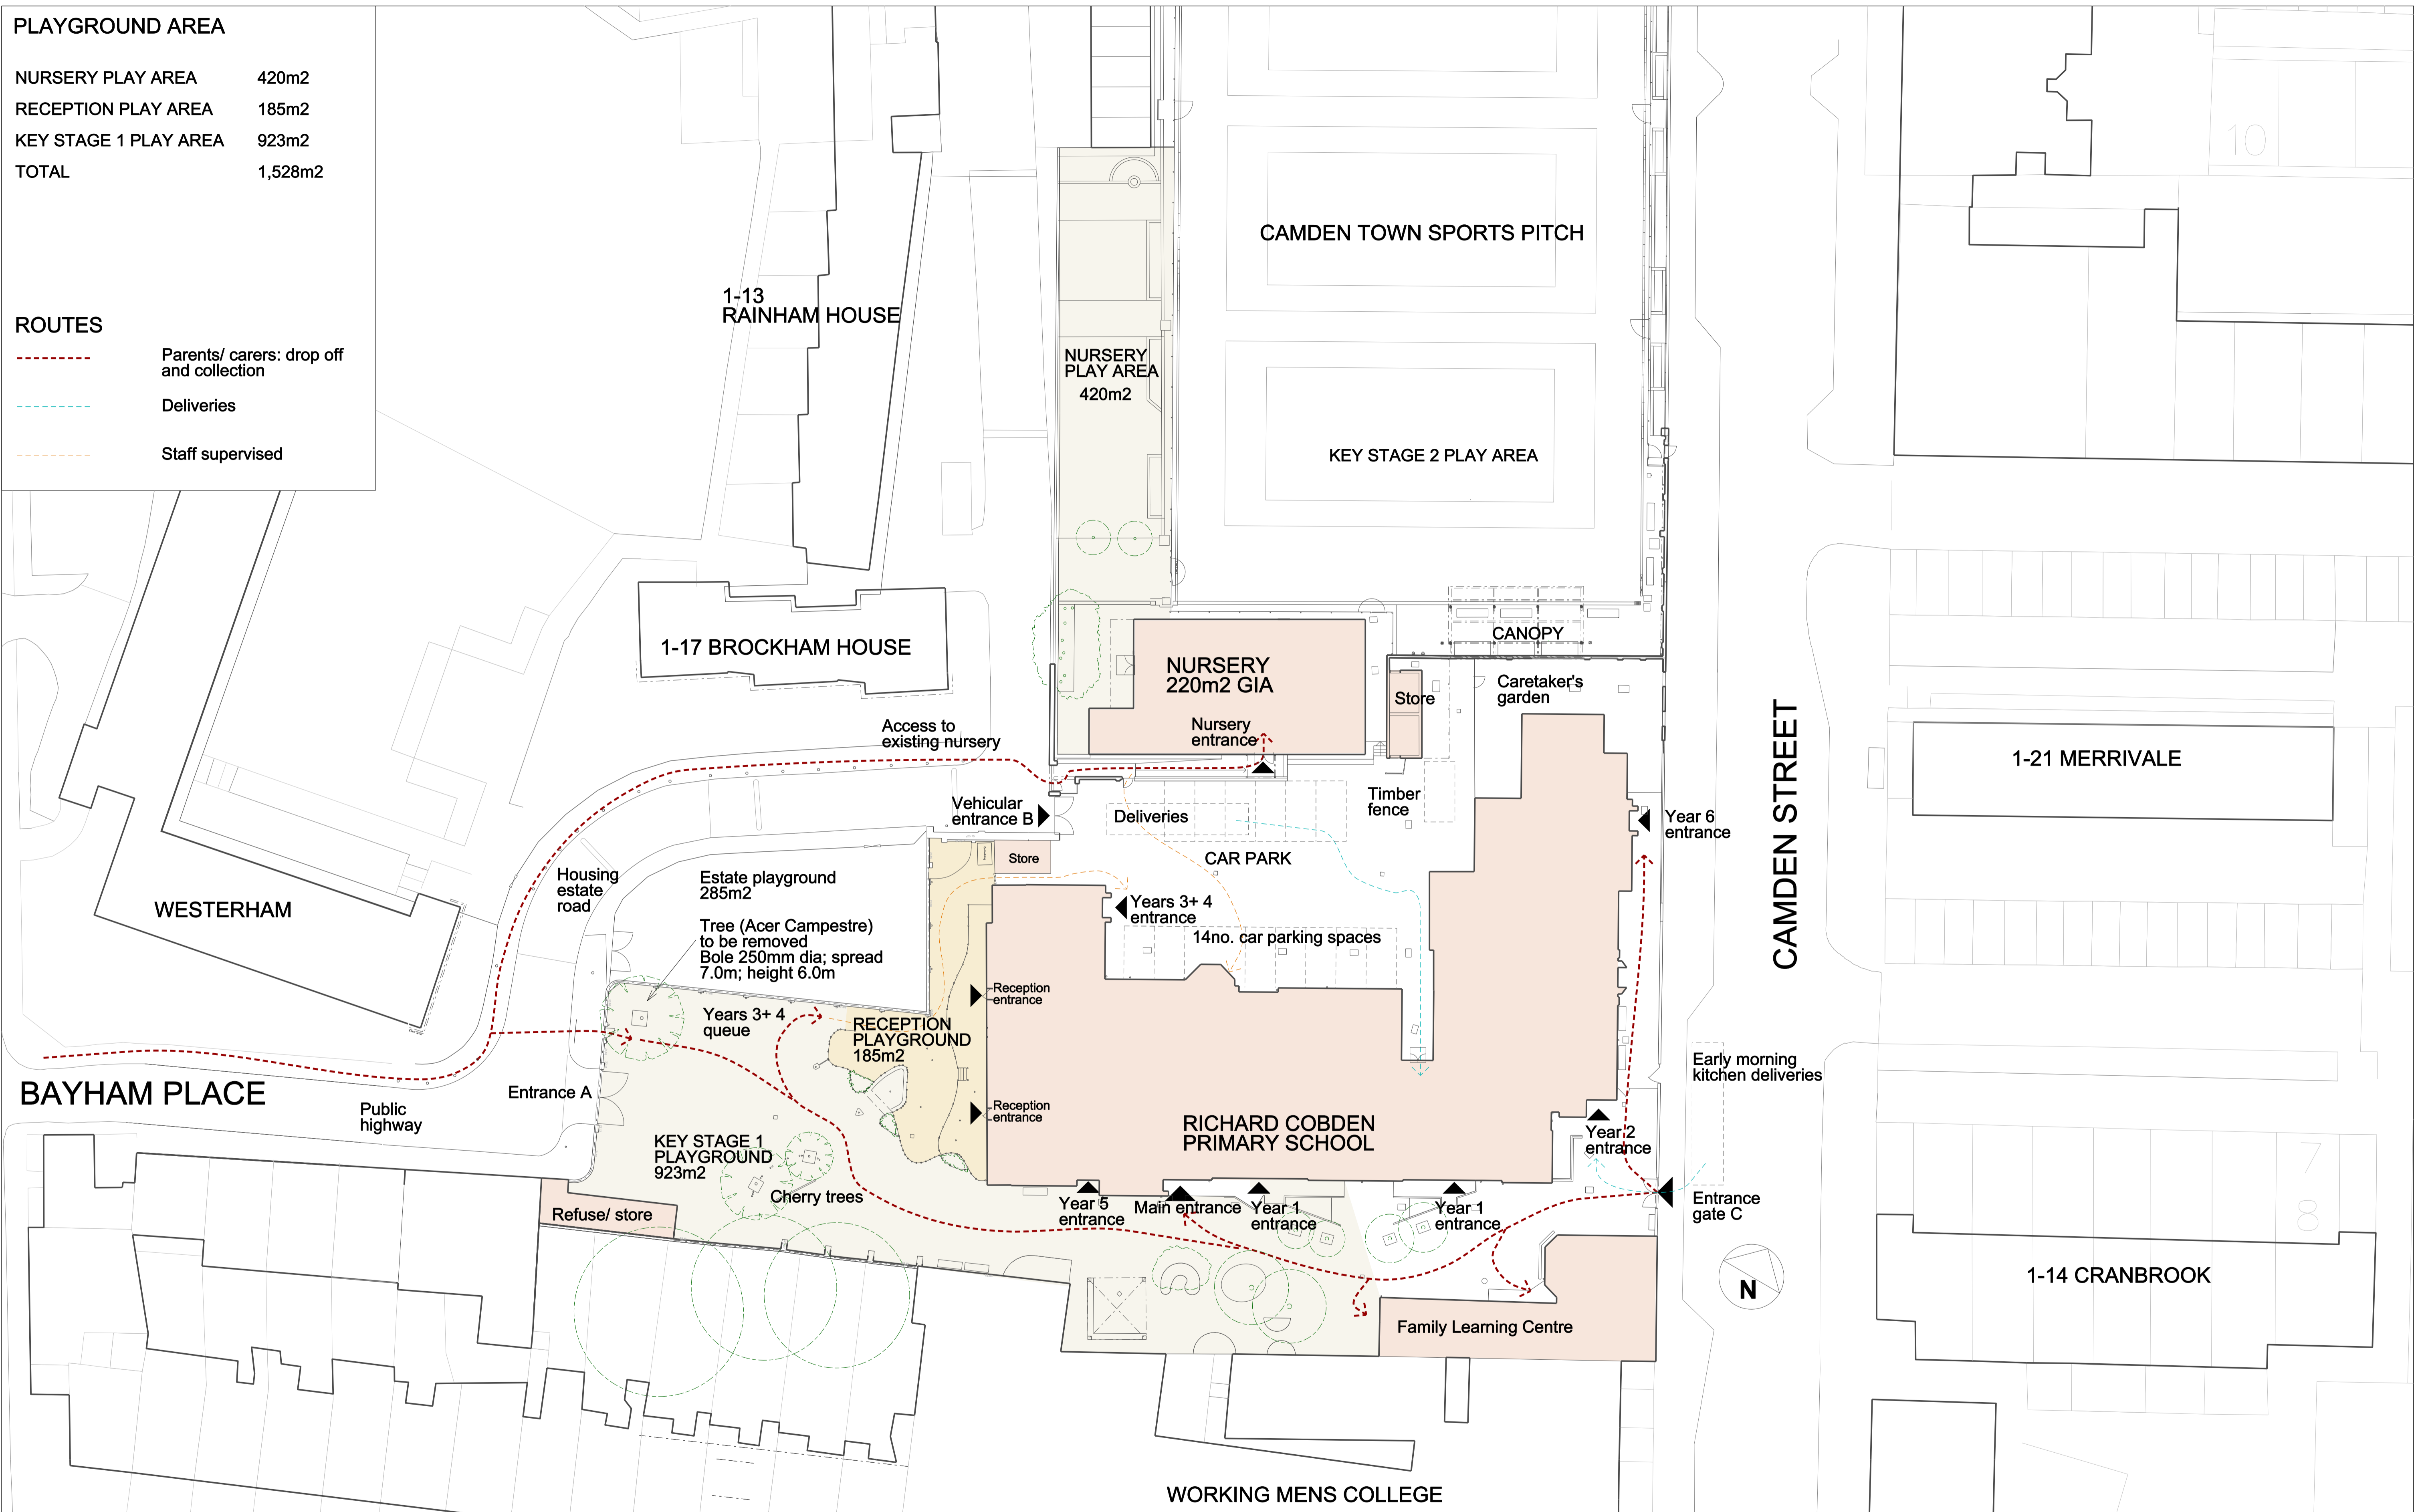 PLAYGROUND AREA
NURSERY PLAY AREA 420m2
RECEPTION PLAY AREA 185m2
KEY STAGE 1 PLAY AREA 923m2
TOTAL 1,528m2
ROUTES
Parents/ carers: drop off
and collection
Deliveries
Staff supervised
1-13
RAINHAM HOUSE
CAMDEN TOWN SPORTS PITCH
10
NURSERY
PLAY AREA
420m2
KEY STAGE 2 PLAY AREA
1-17 BROCKHAM HOUSE
CANOPY
NURSERY
220m2 GIA
Store
Caretaker's
garden
Nursery
entrance
Access to
existing nursery
CAMDEN STREET
1-21 MERRIVALE
Vehicular
entrance B
Deliveries
Timber
fence
Year 6
entrance
Store
CAR PARK
Housing
estate
road
Estate playground
285m2
WESTERHAM
Years 3+ 4
entrance
Tree (Acer Campestre)
to be removed
Bole 250mm dia; spread
7.0m; height 6.0m
14no. car parking spaces
Reception
entrance
Years 3+ 4
queue
RECEPTION
PLAYGROUND
185m2
Early morning
kitchen deliveries
BAYHAM PLACE
Entrance A
Public
highway
Reception
entrance
RICHARD COBDEN
PRIMARY SCHOOL
KEY STAGE 1
PLAYGROUND
923m2
Year 2
entrance
7
8
Cherry trees
Refuse/ store
Year 5
entrance
Main entrance
Year 1
entrance
Year 1
entrance
Entrance
gate C
N
1-14 CRANBROOK
Family Learning Centre
WORKING MENS COLLEGE